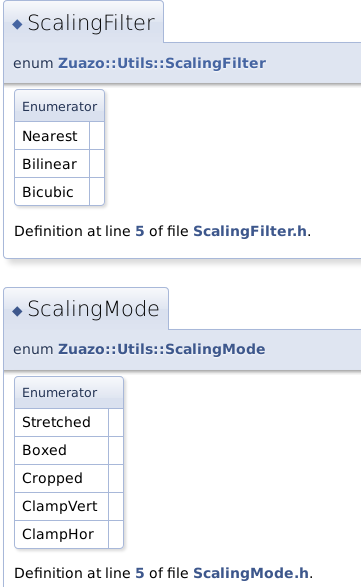 ◆ ScalingFilter
enum Zuazo::Utils::ScalingFilter
Enumerator
Nearest
Bilinear
Bicubic
Definition at line 5 of file ScalingFilter.h.
◆ ScalingMode
enum Zuazo::Utils::ScalingMode
Enumerator
Stretched
Boxed
Cropped
ClampVert
ClampHor
Definition at line 5 of file ScalingMode.h.